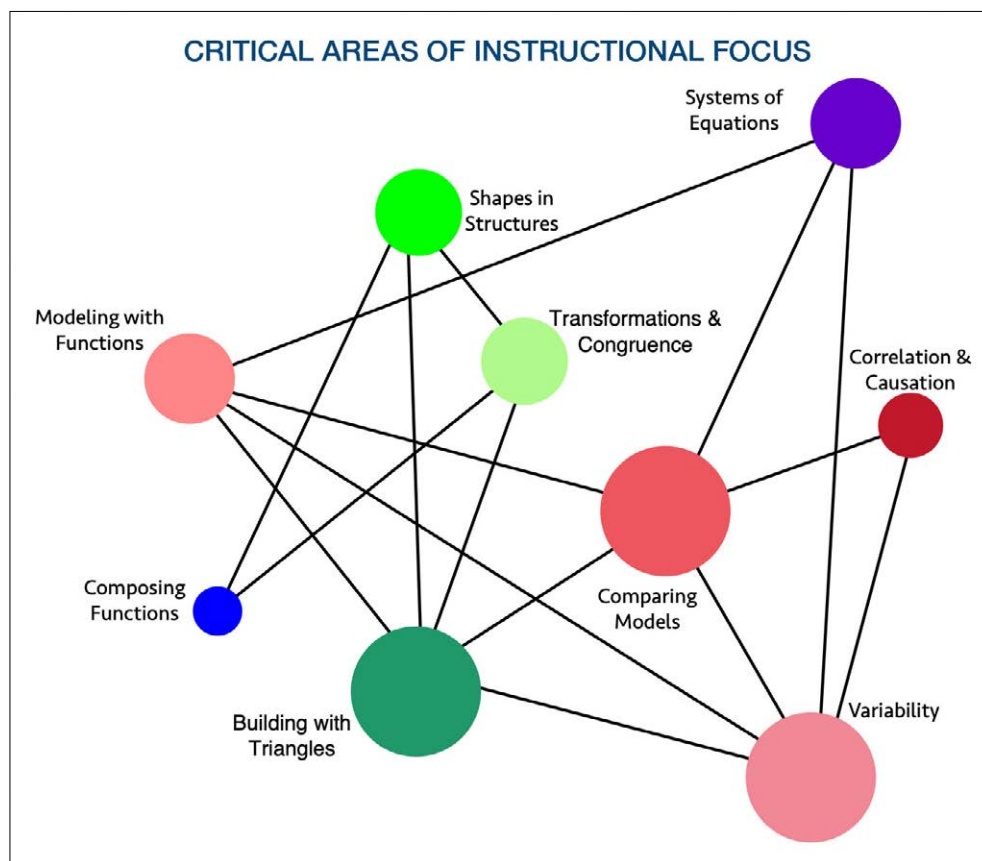 CRITICAL AREAS OF INSTRUCTIONAL FOCUS
Systems of
Equations
Shapes in
Structures
Modeling with
Functions
Transformations &
Congruence
Correlation &
Causation
Composing
Functions
Comparing
Models
Building with
Triangles
Variability